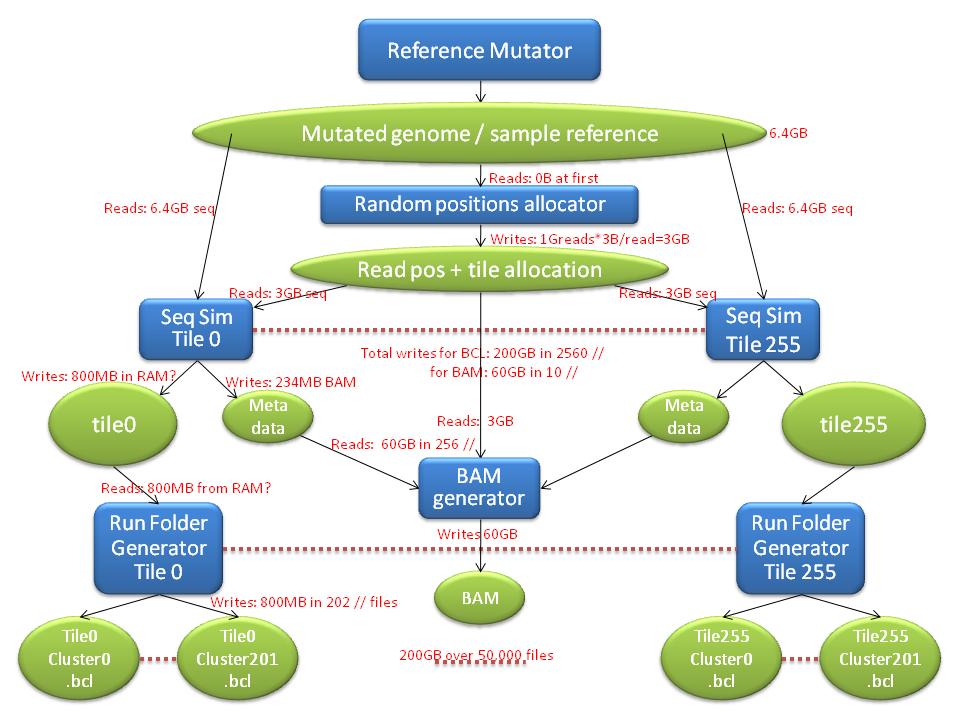 Reference Mutator
Mutated genome / sample reference
6.4GB
Reads: 0B at first
Reads: 6.4GB seq
Random positions allocator
Reads: 6.4GB seq
Writes: 1Greads*3B/read=3GB
Read pos + tile allocation
Reads: 3GB seq
Reads: 3GB seq
Seq Sim
Tile 0
Seq Sim
Tile 255
Total writes for BCL: 200GB in 2560 //
for BAM: 60GB in 10 //
Writes: 800MB in RAM?
Writes: 234MB BAM
tile0
Meta
data
Meta
data
tile255
Reads: 3GB
Reads: 60GB in 256 //
BAM
generator
Reads: 800MB from RAM?
Run Folder
Generator
Tile 0
Writes 60GB
Run Folder
Generator
Tile 255
Writes: 800MB in 202 // files
BAM
Tile0
Cluster0
.bcl
Tile0
Cluster201
.bcl
200GB over 50,000 files
Tile255
Cluster0
.bcl
Tile255
Cluster201
.bcl